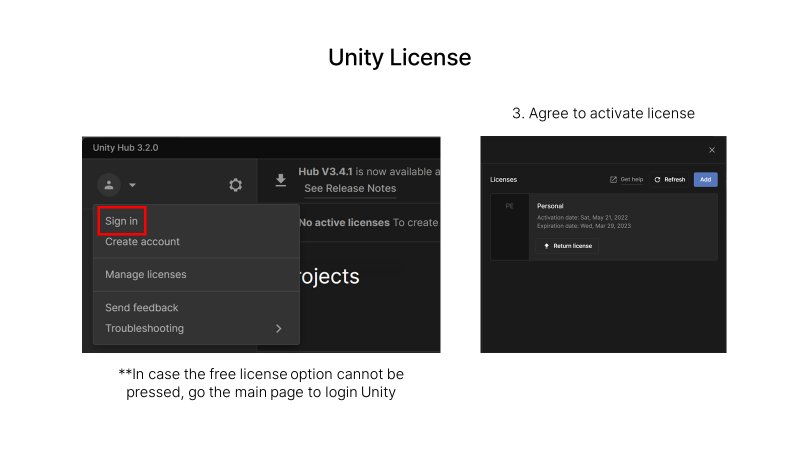 Unity License
3. Agree to activate license
Unity Hub 3.2.0
Hub V3.4.1 is now available a
See Release Notes
Sign in
No active licenses To create
Create account
Manage licenses
rojects
Send feedback
Troubleshooting
Licenses
Get help
Refresh
Add
PE
Personal
Activation date: Sat, May 21, 2022
Expiration date: Wed, Mar 29, 2023
Return license
**In case the free license option cannot be
pressed, go the main page to login Unity